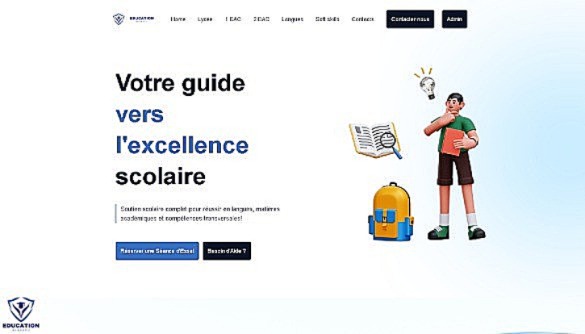 EDUCATION
Home Lycee 1 BAC 2 BAC Langues Soft skills Contacts Contactez-nous Admin
Votre guide
vers
l'excellence
scolaire
Soutien scolaire complet pour réussir en langues, matières
académiques et compétences transversales!
Réserver une Séance d'Essai Besoin d'Aide ?
EDUCATION